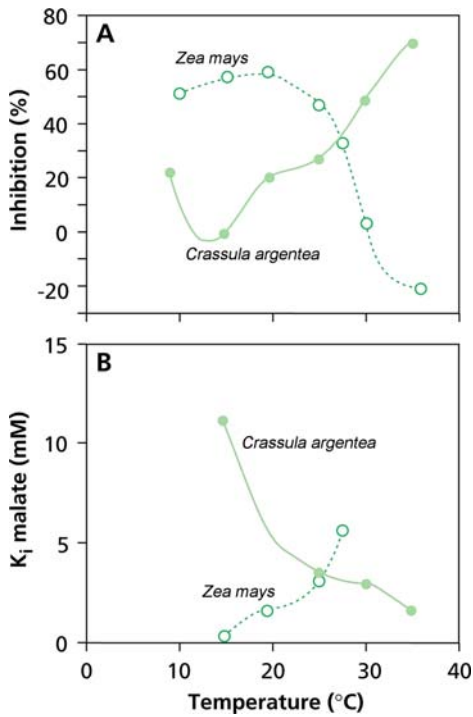 80
A
Zea mays
60
40
Inhibition (%)
20
0
Crassula argentea
-20
15
B
Crassula argentea
10
Ki malate (mM)
5
Zea mays
0
0 10 20 30 40
Temperature (°C)